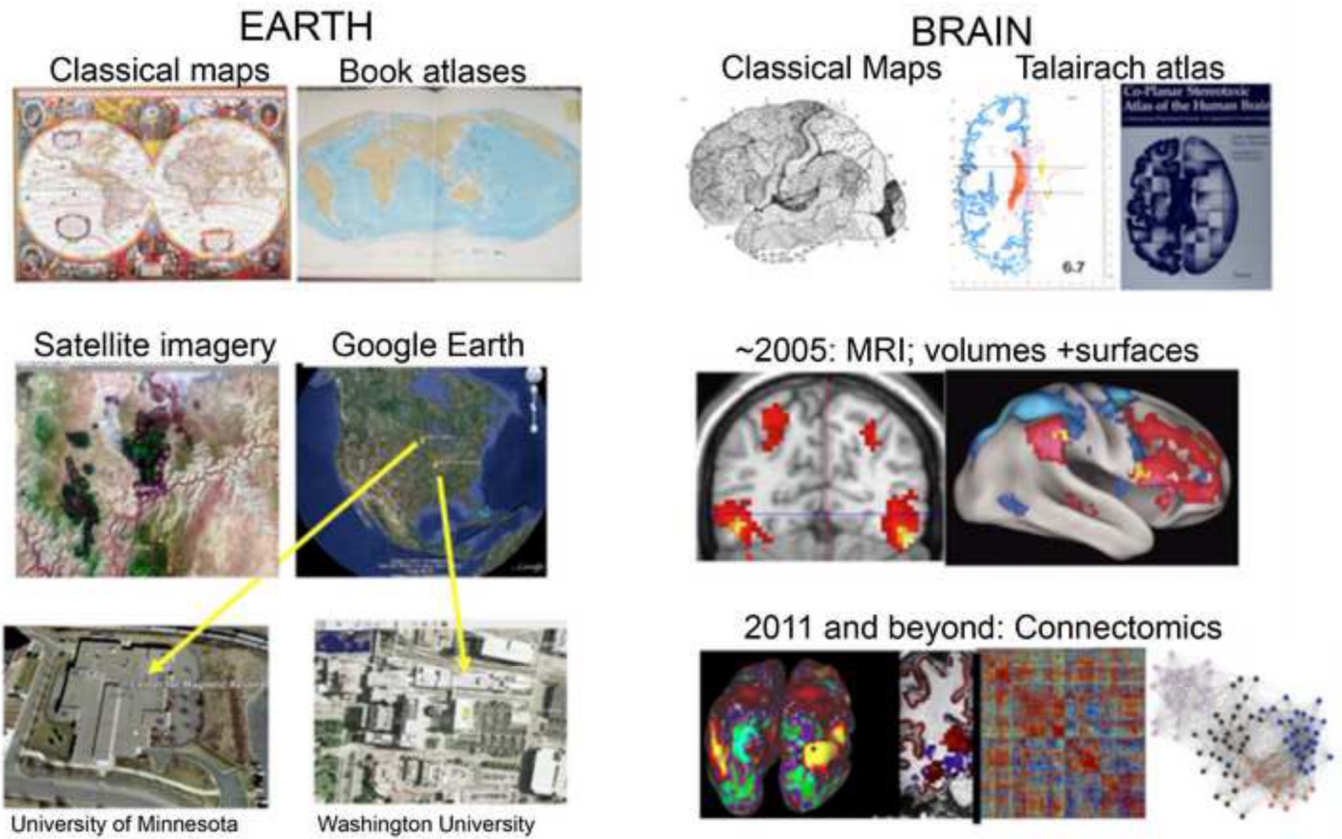 EARTH
Classical maps
Book atlases
Satellite imagery
Google Earth
University of Minnesota
Washington University
BRAIN
Classical Maps
Talairach atlas
6.7
Co-Planar Stereotaxic
Atlas of the Human Brain
~2005: MRI; volumes +surfaces
2011 and beyond: Connectomics